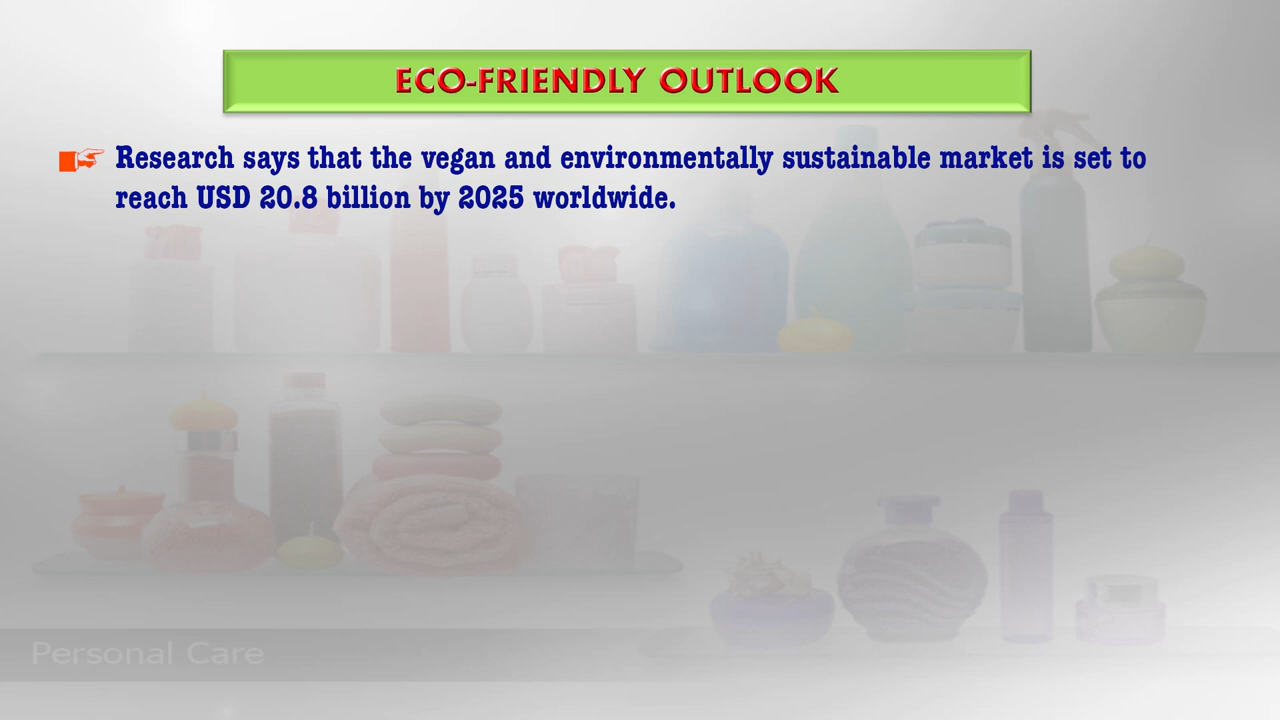 ECO-FRIENDLY OUTLOOK
Research says that the vegan and environmentally sustainable market is set to
reach USD 20.8 billion by 2025 worldwide.
Personal Care